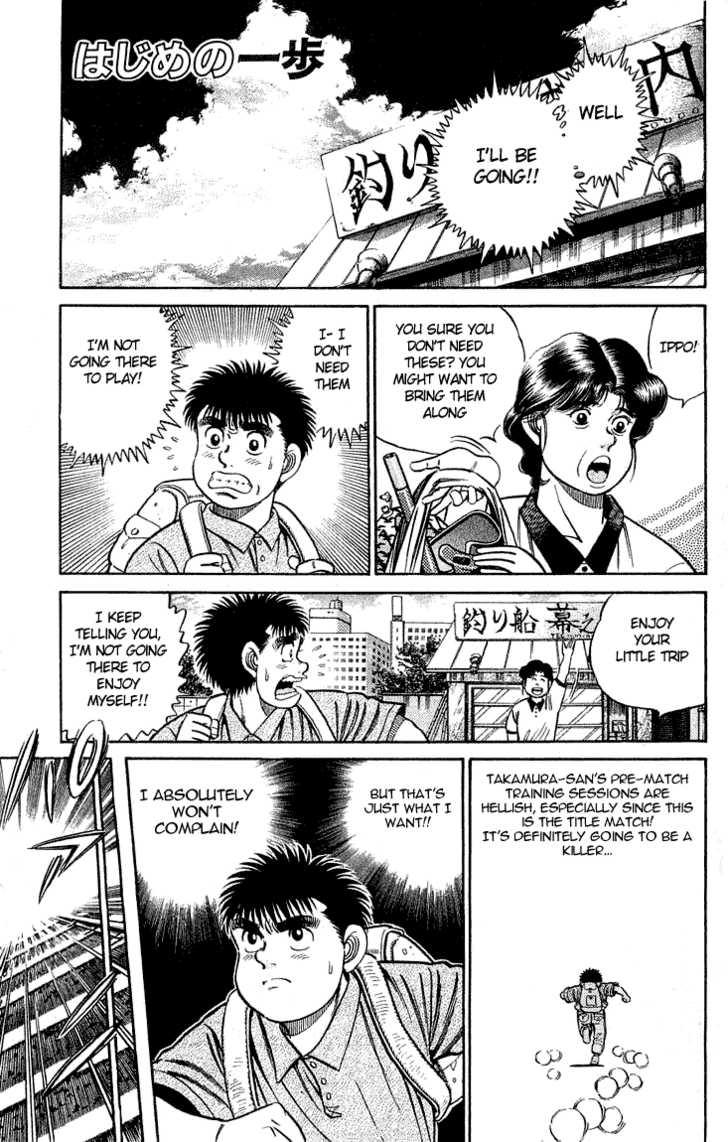 はじめの一歩
釣り
内
WELL
I'LL BE
GOING!!
IPPO!
YOU SURE YOU
DON'T NEED
THESE? YOU
MIGHT WANT TO
BRING THEM
ALONG
I- I
DON'T
NEED
THEM
I'M NOT
GOING THERE
TO PLAY!
ENJOY
YOUR
LITTLE TRIP
釣り船 幕之
I KEEP
TELLING YOU,
I'M NOT GOING
THERE TO
ENJOY
MYSELF!!
TAKAMURA-SAN'S PRE-MATCH
TRAINING SESSIONS ARE
HELLISH, ESPECIALLY SINCE THIS
IS THE TITLE MATCH!
IT'S DEFINITELY GOING TO BE A
KILLER...
BUT THAT'S
JUST WHAT I
WANT!!
I ABSOLUTELY
WON'T
COMPLAIN!